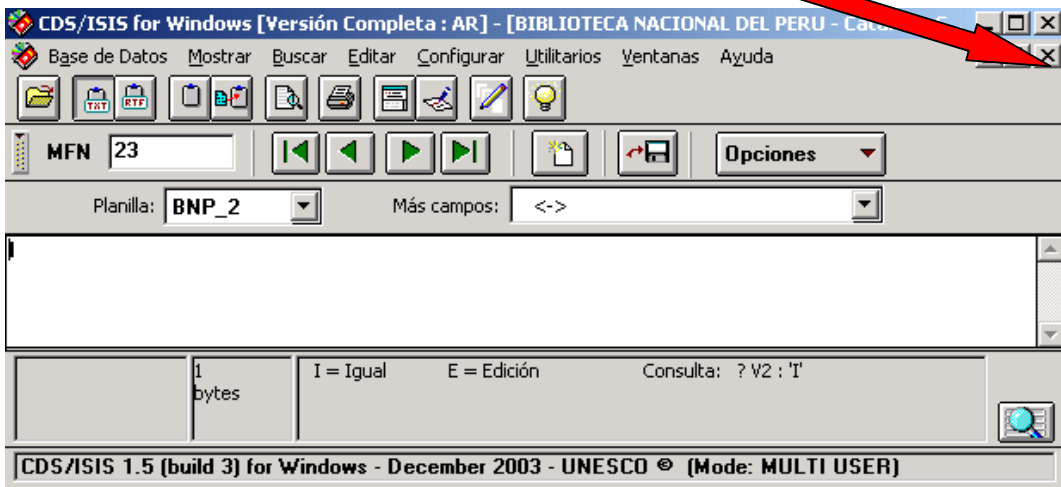 CDS/ISIS for Windows [Versión Completa : AR] - [BIBLIOTECA NACIONAL DEL PERU -
Base de Datos Mostrar Buscar Editar Configurar Utilitarios Ventanas Ayuda
TXT RTF
MFN 23 Opciones
Planilla: BNP_2 Más campos: <->
1 I = Igual E = Edición Consulta: ? V2 : 'I'
bytes
CDS/ISIS 1.5 (build 3) for Windows - December 2003 - UNESCO © (Mode: MULTI USER)